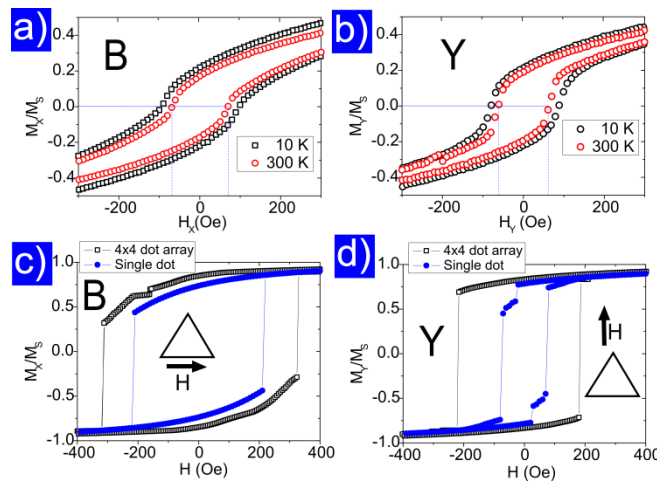 a)
B
M_X/M_S
0.4
0.2
0.0
-0.2
-0.4
10 K
300 K
-200
0
200
H_X(Oe)
b)
Y
M_Y/M_S
0.4
0.2
0.0
-0.2
-0.4
10 K
300 K
-200
0
200
H_Y(Oe)
c)
4x4 dot array
Single dot
B
M_X/M_S
1.0
0.5
0.0
-0.5
-1.0
H
-400
-200
0
200
400
H (Oe)
d)
4x4 dot array
Single dot
Y
M_Y/M_S
1.0
0.5
0.0
-0.5
-1.0
H
-400
-200
0
200
400
H (Oe)